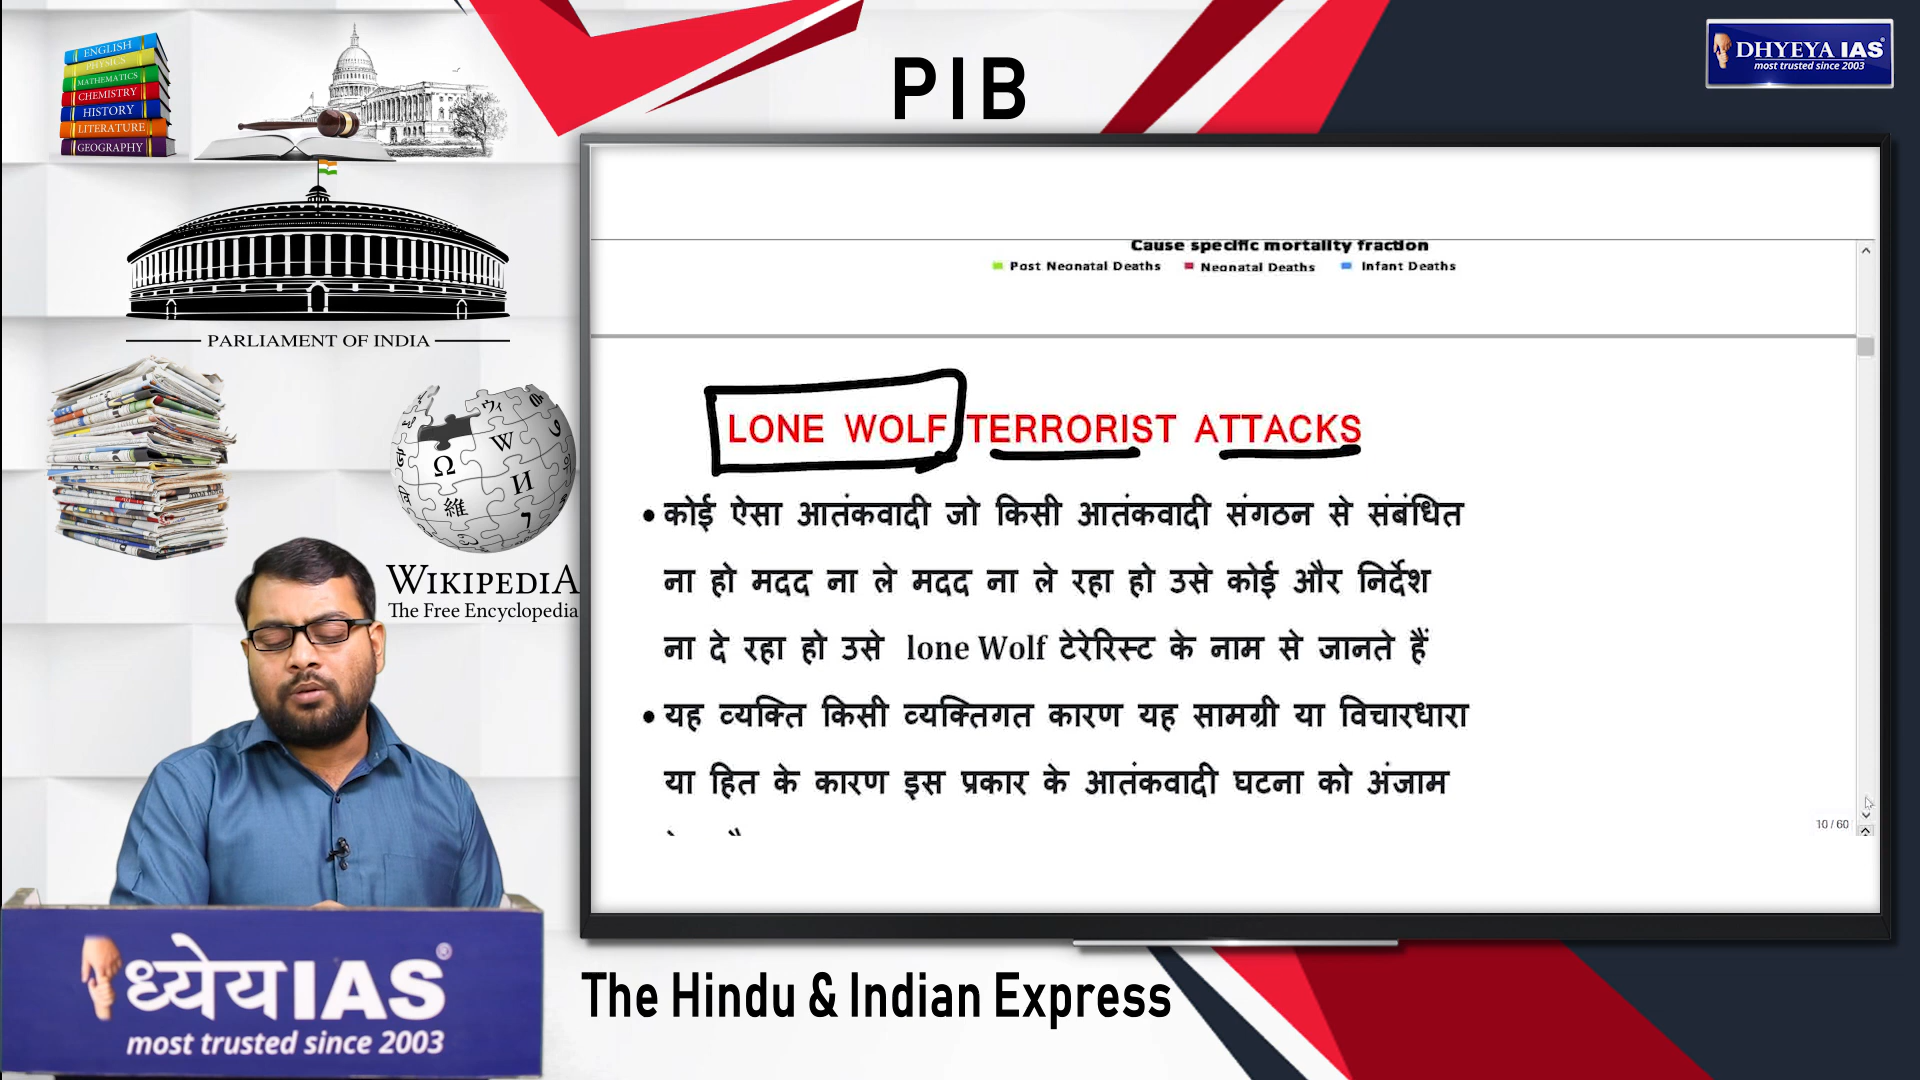 ENGLISH
PHYSICS
MATHEMATICS
CHEMISTRY
HISTORY
LITERATURE
GEOGRAPHY
PIB
DHYEYA IAS®
most trusted since 2003
PARLIAMENT OF INDIA
WIKIPEDIA
The Free Encyclopedia
Cause specific mortality fraction
Post Neonatal Deaths Neonatal Deaths Infant Deaths
LONE WOLF TERRORIST ATTACKS
• कोई ऐसा आतंकवादी जो किसी आतंकवादी संगठन से संबंधित
ना हो मदद ना ले मदद ना ले रहा हो उसे कोई और निर्देश
ना दे रहा हो उसे lone Wolf टेरेरिस्ट के नाम से जानते हैं
• यह व्यक्ति किसी व्यक्तिगत कारण यह सामग्री या विचारधारा
या हित के कारण इस प्रकार के आतंकवादी घटना को अंजाम
10 / 60
ध्येय IAS®
most trusted since 2003
The Hindu & Indian Express